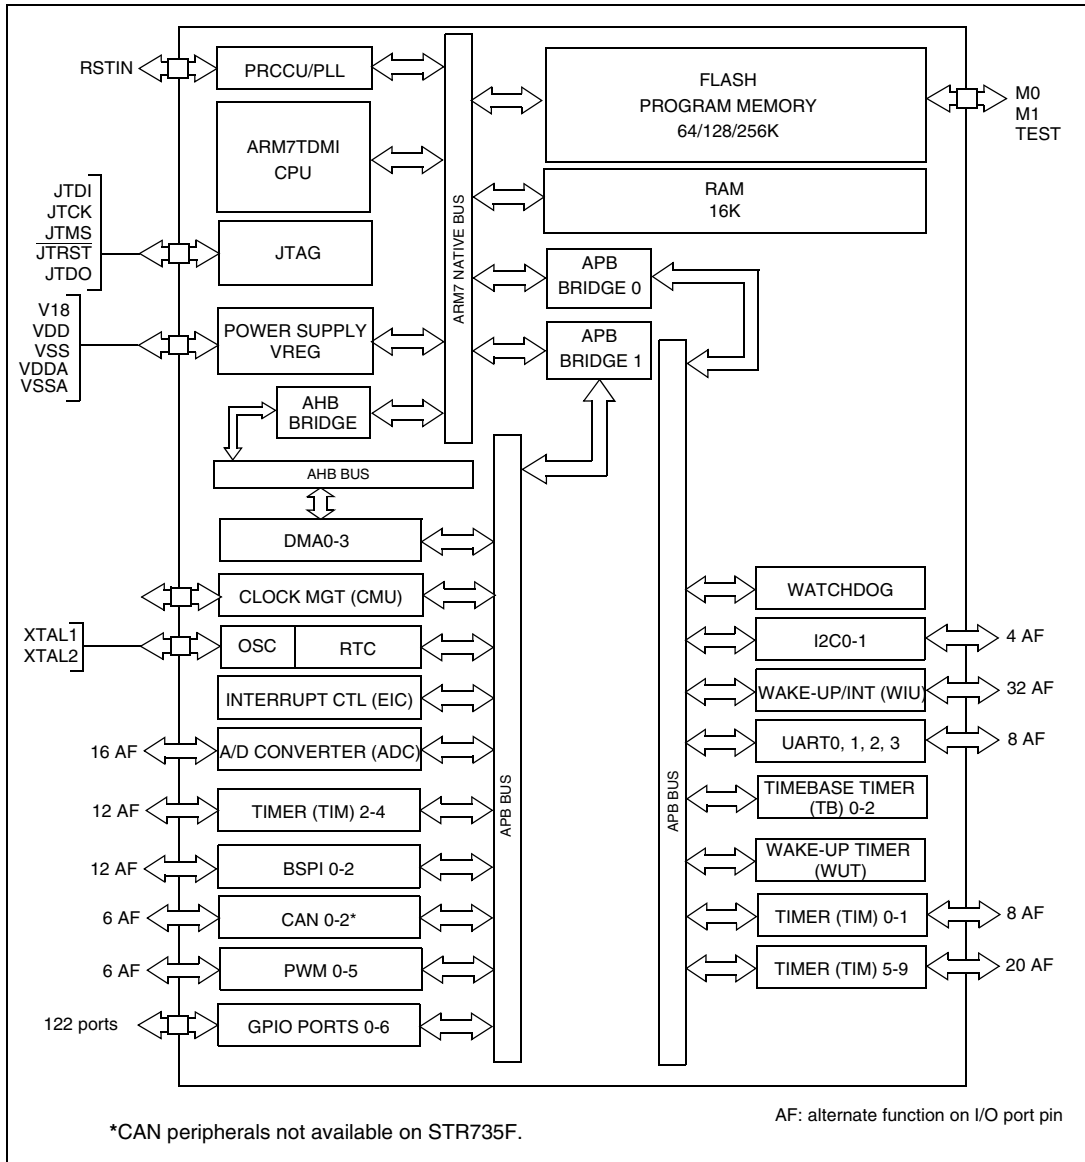 RSTIN
PRCCU/PLL
FLASH
PROGRAM MEMORY
64/128/256K
M0
M1
TEST
ARM7TDMI
CPU
RAM
16K
JTDI
JTCK
JTMS
JTRST
JTDO
JTAG
ARM7 NATIVE BUS
APB
BRIDGE 0
V18
VDD
VSS
VDDA
VSSA
POWER SUPPLY
VREG
APB
BRIDGE 1
AHB
BRIDGE
AHB BUS
DMA0-3
CLOCK MGT (CMU)
XTAL1
XTAL2
OSC
RTC
INTERRUPT CTL (EIC)
16 AF
A/D CONVERTER (ADC)
12 AF
TIMER (TIM) 2-4
12 AF
BSPI 0-2
6 AF
CAN 0-2*
6 AF
PWM 0-5
122 ports
GPIO PORTS 0-6
APB BUS
APB BUS
WATCHDOG
I2C0-1
4 AF
WAKE-UP/INT (WIU)
32 AF
UART0, 1, 2, 3
8 AF
TIMEBASE TIMER
(TB) 0-2
WAKE-UP TIMER
(WUT)
TIMER (TIM) 0-1
8 AF
TIMER (TIM) 5-9
20 AF
*CAN peripherals not available on STR735F.
AF: alternate function on I/O port pin